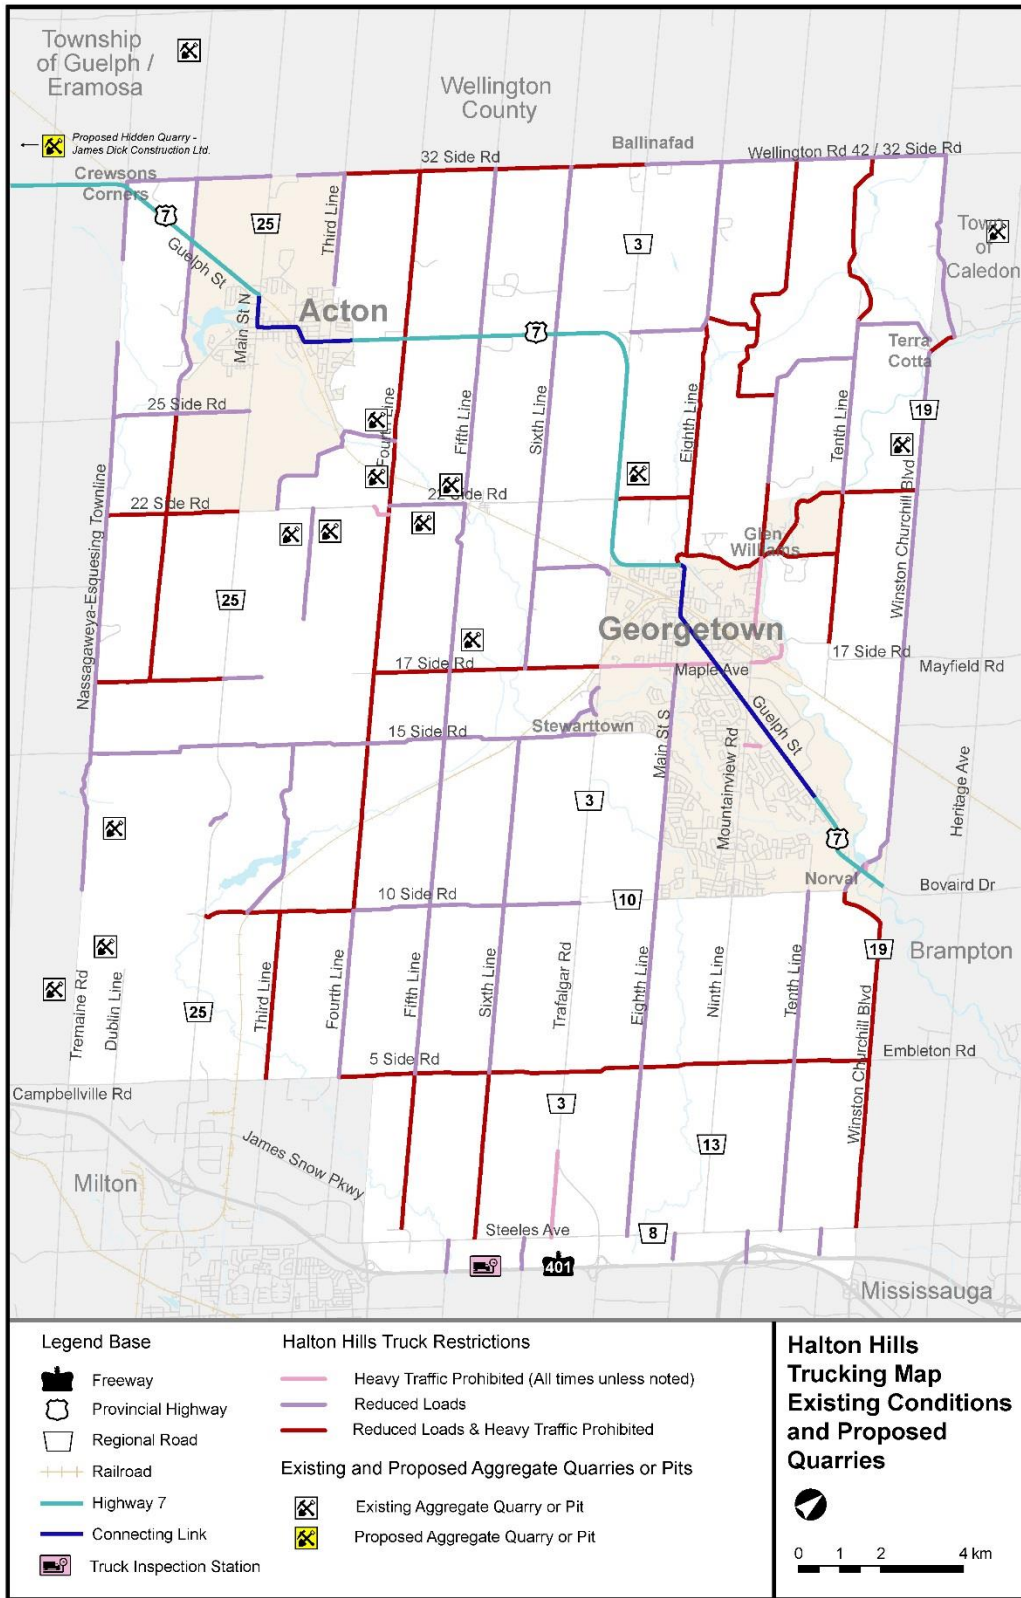 Township
of Guelph /
Eramosa
Wellington
County
Proposed Hidden Quarry -
James Dick Construction Ltd.
Ballinafad
32 Side Rd
Wellington Rd 42 / 32 Side Rd
Crewsons
Corners
7
25
Third Line
3
Town
of
Caledon
Guelph St
Main St N
Acton
7
Terra
Cotta
25 Side Rd
Fourth Line
Fifth Line
Sixth Line
Eighth Line
Tenth Line
19
22 Side Rd
22 Side Rd
Nassagaweya-Esquesing Townline
Glen
Williams
Winston Churchill Blvd
25
Georgetown
17 Side Rd
Maple Ave
17 Side Rd
Mayfield Rd
Stewarttown
15 Side Rd
Main St S
Mountainview Rd
Guelph St
Heritage Ave
3
7
Norval
Bovaird Dr
10 Side Rd
10
Tremaine Rd
Dublin Line
25
Third Line
Fourth Line
Fifth Line
Sixth Line
Trafalgar Rd
Eighth Line
Ninth Line
Tenth Line
19
Brampton
Winston Churchill Blvd
5 Side Rd
Embleton Rd
Campbellville Rd
3
13
James Snow Pkwy
Milton
Steeles Ave
8
401
Mississauga
Legend Base
Freeway
Provincial Highway
Regional Road
Railroad
Highway 7
Connecting Link
Truck Inspection Station
Halton Hills Truck Restrictions
Heavy Traffic Prohibited (All times unless noted)
Reduced Loads
Reduced Loads & Heavy Traffic Prohibited
Existing and Proposed Aggregate Quarries or Pits
Existing Aggregate Quarry or Pit
Proposed Aggregate Quarry or Pit
Halton Hills
Trucking Map
Existing Conditions
and Proposed
Quarries
0 1 2 4 km